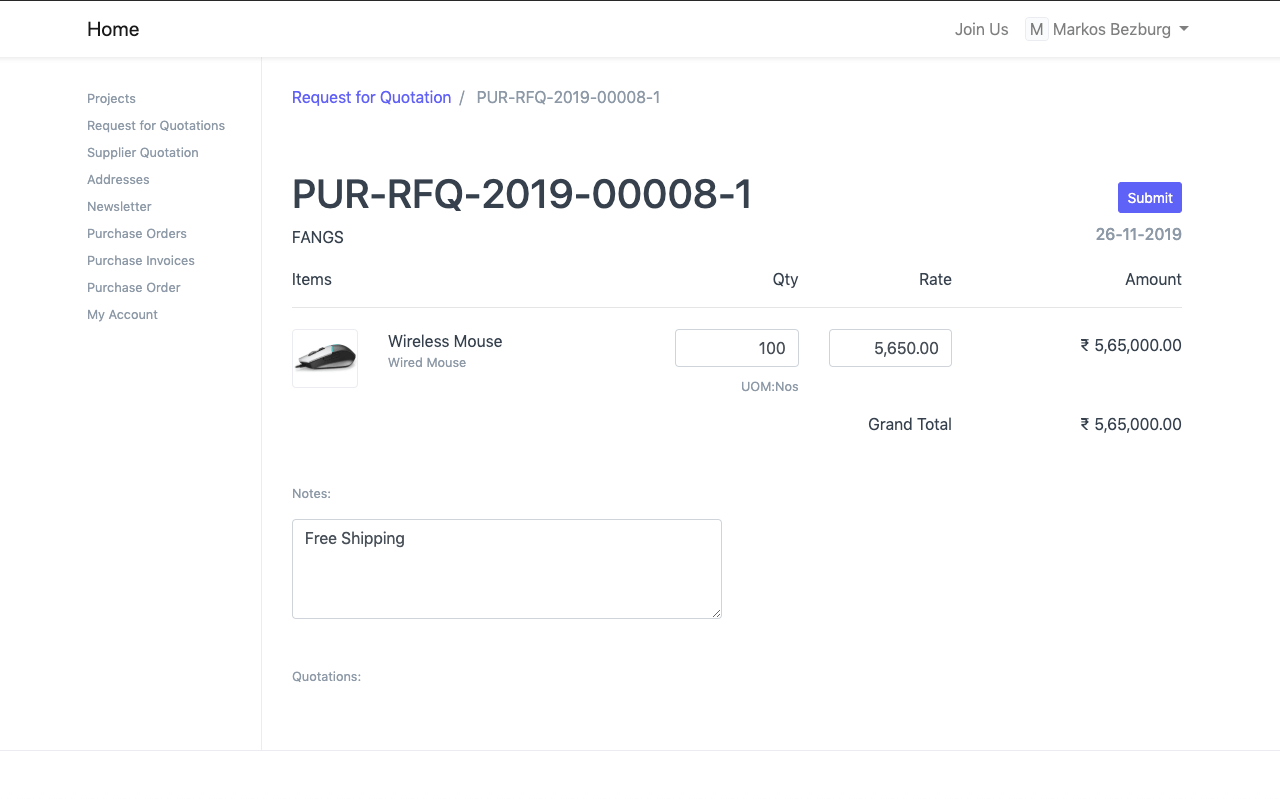 Home
Join Us M Markos Bezburg
Projects
Request for Quotations
Supplier Quotation
Addresses
Newsletter
Purchase Orders
Purchase Invoices
Purchase Order
My Account
Request for Quotation / PUR-RFQ-2019-00008-1
PUR-RFQ-2019-00008-1
Submit
FANGS
26-11-2019
Items Qty Rate Amount
Wireless Mouse 100 5,650.00 ₹ 5,65,000.00
Wired Mouse
UOM:Nos
Grand Total ₹ 5,65,000.00
Notes:
Free Shipping
Quotations: